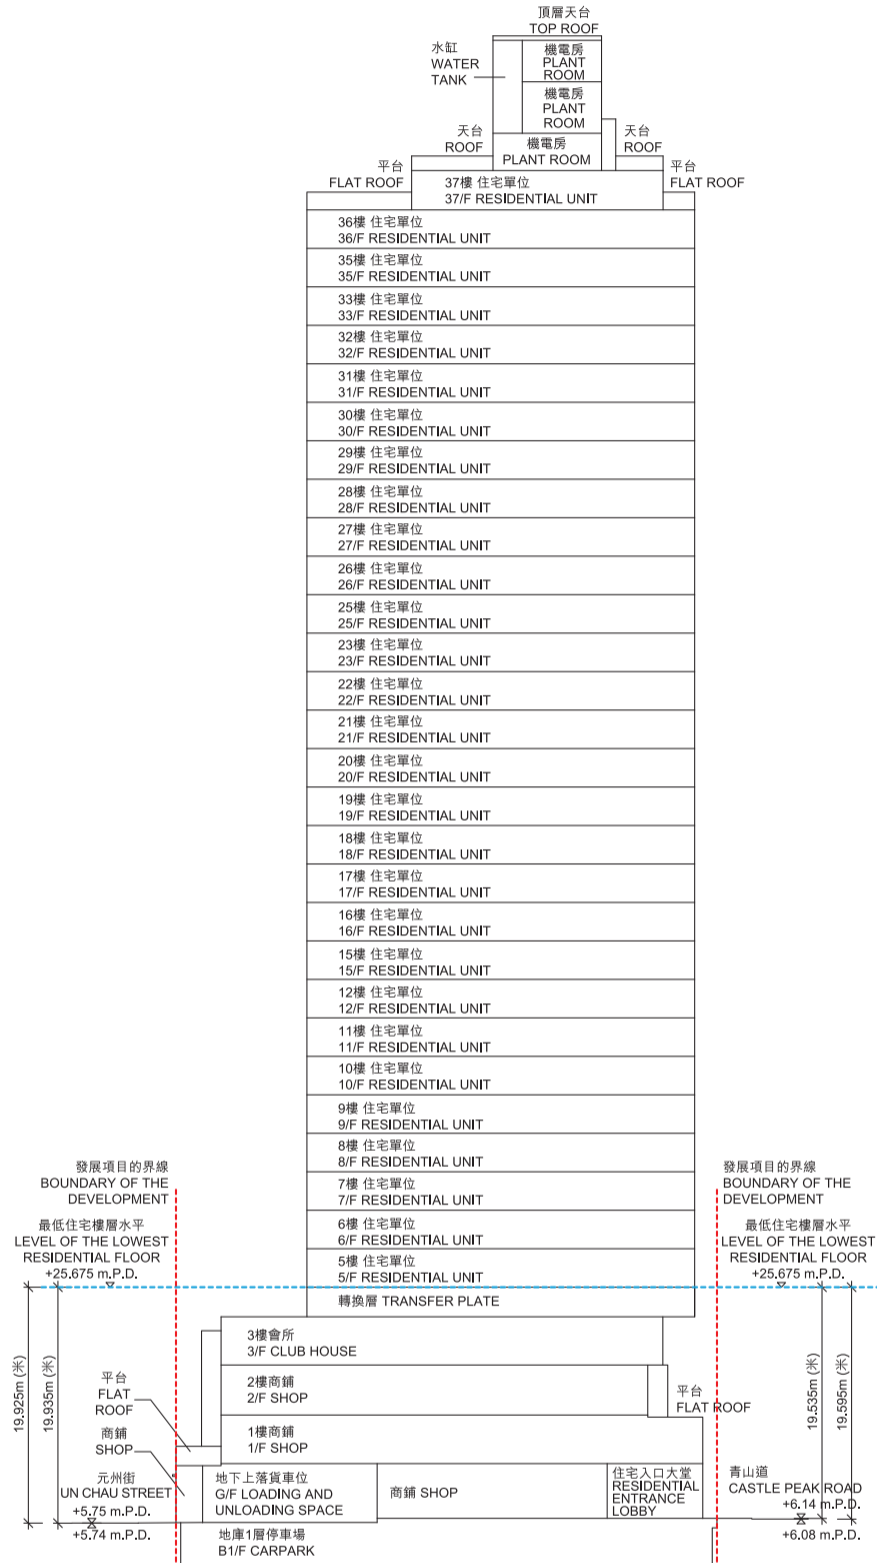 頂層天台
TOP ROOF
水缸
WATER
TANK
機電房
PLANT
ROOM
機電房
PLANT
ROOM
天台
ROOF
機電房
PLANT ROOM
天台
ROOF
平台
FLAT ROOF
37樓 住宅單位
37/F RESIDENTIAL UNIT
平台
FLAT ROOF
36樓 住宅單位
36/F RESIDENTIAL UNIT
35樓 住宅單位
35/F RESIDENTIAL UNIT
33樓 住宅單位
33/F RESIDENTIAL UNIT
32樓 住宅單位
32/F RESIDENTIAL UNIT
31樓 住宅單位
31/F RESIDENTIAL UNIT
30樓 住宅單位
30/F RESIDENTIAL UNIT
29樓 住宅單位
29/F RESIDENTIAL UNIT
28樓 住宅單位
28/F RESIDENTIAL UNIT
27樓 住宅單位
27/F RESIDENTIAL UNIT
26樓 住宅單位
26/F RESIDENTIAL UNIT
25樓 住宅單位
25/F RESIDENTIAL UNIT
23樓 住宅單位
23/F RESIDENTIAL UNIT
22樓 住宅單位
22/F RESIDENTIAL UNIT
21樓 住宅單位
21/F RESIDENTIAL UNIT
20樓 住宅單位
20/F RESIDENTIAL UNIT
19樓 住宅單位
19/F RESIDENTIAL UNIT
18樓 住宅單位
18/F RESIDENTIAL UNIT
17樓 住宅單位
17/F RESIDENTIAL UNIT
16樓 住宅單位
16/F RESIDENTIAL UNIT
15樓 住宅單位
15/F RESIDENTIAL UNIT
12樓 住宅單位
12/F RESIDENTIAL UNIT
11樓 住宅單位
11/F RESIDENTIAL UNIT
10樓 住宅單位
10/F RESIDENTIAL UNIT
9樓 住宅單位
9/F RESIDENTIAL UNIT
8樓 住宅單位
8/F RESIDENTIAL UNIT
7樓 住宅單位
7/F RESIDENTIAL UNIT
6樓 住宅單位
6/F RESIDENTIAL UNIT
5樓 住宅單位
5/F RESIDENTIAL UNIT
發展項目的界線
BOUNDARY OF THE
DEVELOPMENT
最低住宅樓層水平
LEVEL OF THE LOWEST
RESIDENTIAL FLOOR
+25.675 m.P.D.
發展項目的界線
BOUNDARY OF THE
DEVELOPMENT
最低住宅樓層水平
LEVEL OF THE LOWEST
RESIDENTIAL FLOOR
+25.675 m.P.D.
轉換層 TRANSFER PLATE
3樓會所
3/F CLUB HOUSE
2樓商鋪
2/F SHOP
1樓商鋪
1/F SHOP
19.925m (米)
19.935m (米)
19.535m (米)
19.595m (米)
平台
FLAT
ROOF
商鋪
SHOP
平台
FLAT ROOF
元州街
UN CHAU STREET
+5.75 m.P.D.
+5.74 m.P.D.
地下上落貨車位
G/F LOADING AND
UNLOADING SPACE
商鋪 SHOP
住宅入口大堂
RESIDENTIAL
ENTRANCE
LOBBY
青山道
CASTLE PEAK ROAD
+6.14 m.P.D.
+6.08 m.P.D.
地庫1層停車場
B1/F CARPARK